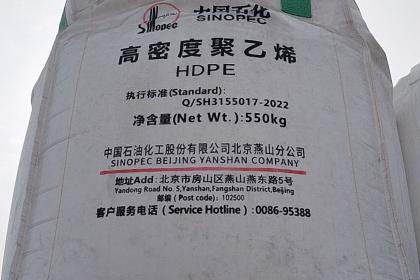 中国石化
SINOPEC
高密度聚乙烯
HDPE
执行标准(Standard):
Q/SH3155017-2022
净含量(Net Wt.):550kg
中国石油化工股份有限公司北京燕山分公司
SINOPEC BEIJING YANSHAN COMPANY
地址Add:北京市房山区燕山燕东路5号
Yandong Road No.5,Yanshan,Fangshan District,Beijing
邮编(Post code):102500
客户服务电话(Service Hotline):0086-95388